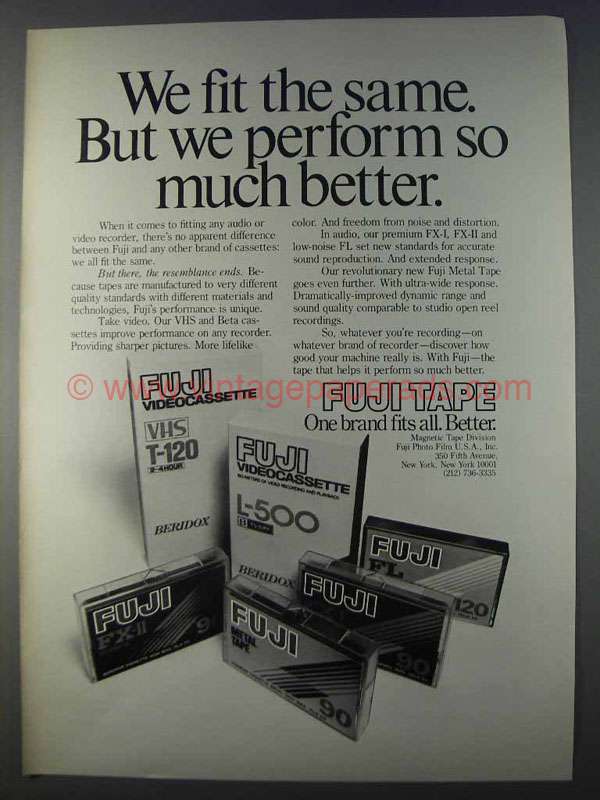 We fit the same.
But we perform so
much better.
When it comes to fitting any audio or
video recorder, there's no apparent difference
between Fuji and any other brand of cassettes:
we all fit the same.
But there, the resemblance ends. Be-
cause tapes are manufactured to very different
quality standards with different materials and
technologies, Fuji's performance is unique.
Take video. Our VHS and Beta cas-
settes improve performance on any recorder.
Providing sharper pictures. More lifelike
color. And freedom from noise and distortion.
In audio, our premium FX-I, FX-II and
low-noise FL set new standards for accurate
sound reproduction. And extended response.
Our revolutionary new Fuji Metal Tape
goes even further. With ultra-wide response.
Dramatically-improved dynamic range and
sound quality comparable to studio open reel
recordings.
So, whatever you're recording—on
whatever brand of recorder—discover how
good your machine really is. With Fuji—the
tape that helps it perform so much better.
© www.vintagepaperads.com
FUJI TAPE
One brand fits all. Better.
Magnetic Tape Division
Fuji Photo Film U.S.A., Inc.
350 Fifth Avenue,
New York, New York 10001
(212) 736-3335
FUJI
VIDEOCASSETTE
VHS
T-120
2-4 HOUR
BERIDOX
FUJI
VIDEOCASSETTE
L-500
BERIDOX
FUJI
FL
120
FUJI
FX-II
90
FUJI
90
FUJI
METAL
TAPE
90